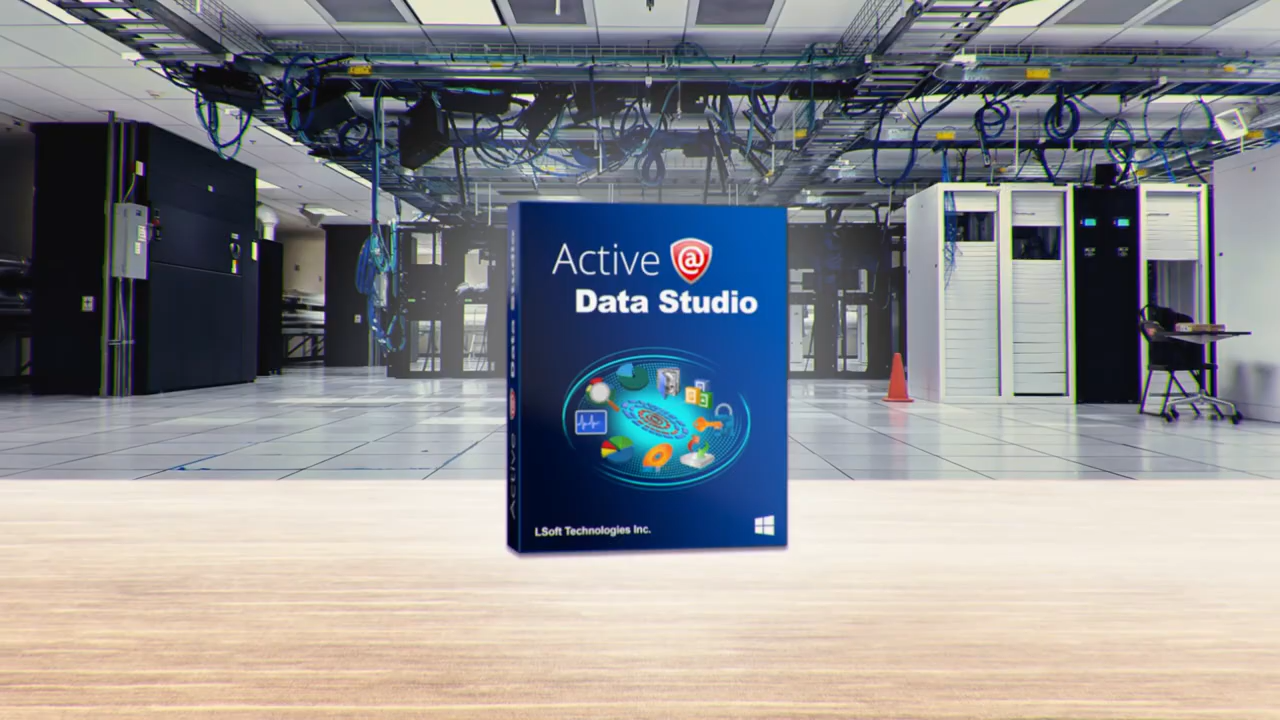 Active @
Data Studio
LSoft Technologies Inc.
Active @ Data Studio